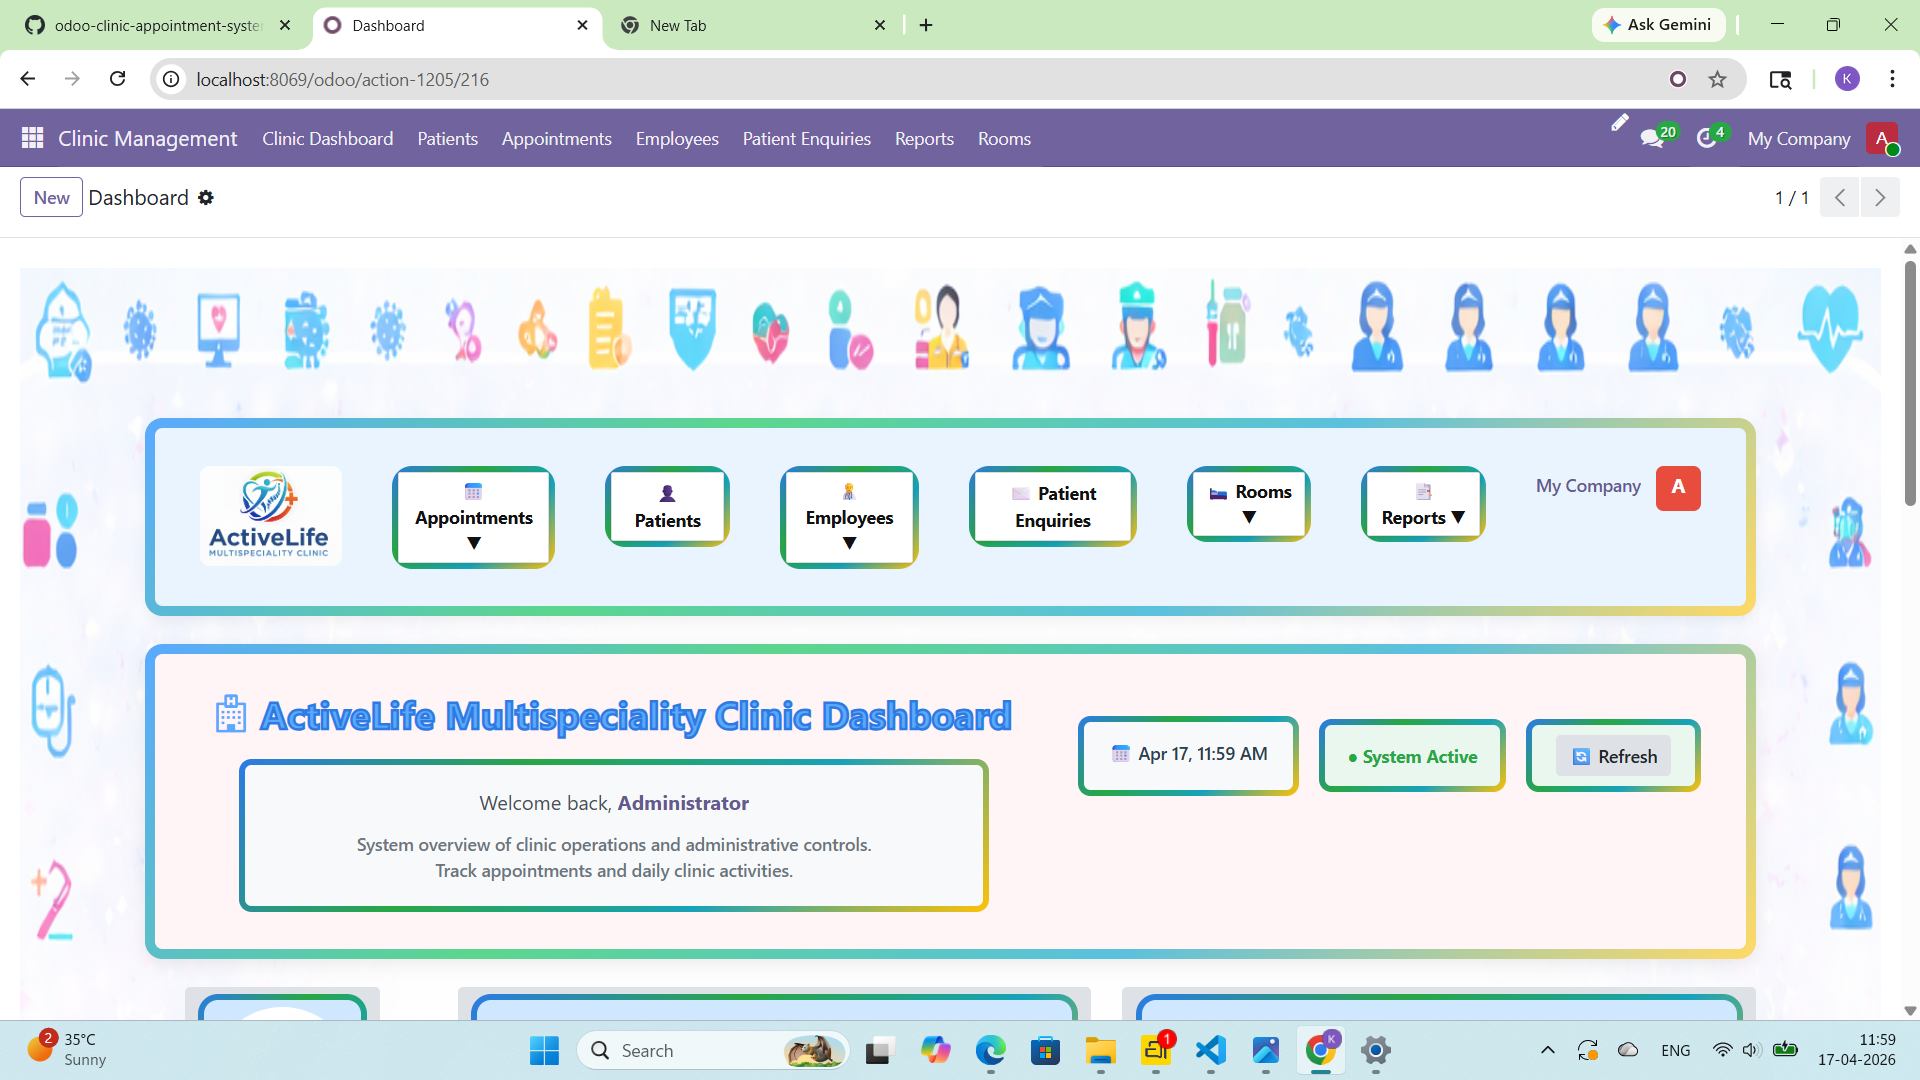 odoo-clinic-appointment-syste
Dashboard
New Tab
Ask Gemini
localhost:8069/odoo/action-1205/216
K
Clinic Management
Clinic Dashboard
Patients
Appointments
Employees
Patient Enquiries
Reports
Rooms
20
4
My Company
A
New
Dashboard
1 / 1
ActiveLife
MULTISPECIALITY CLINIC
Appointments
▼
Patients
Employees
▼
Patient
Enquiries
Rooms
▼
Reports ▼
My Company
A
ActiveLife Multispeciality Clinic Dashboard
Apr 17, 11:59 AM
● System Active
Refresh
Welcome back, Administrator
System overview of clinic operations and administrative controls.
Track appointments and daily clinic activities.
2
35°C
Sunny
Search
1
K
ENG
11:59
17-04-2026